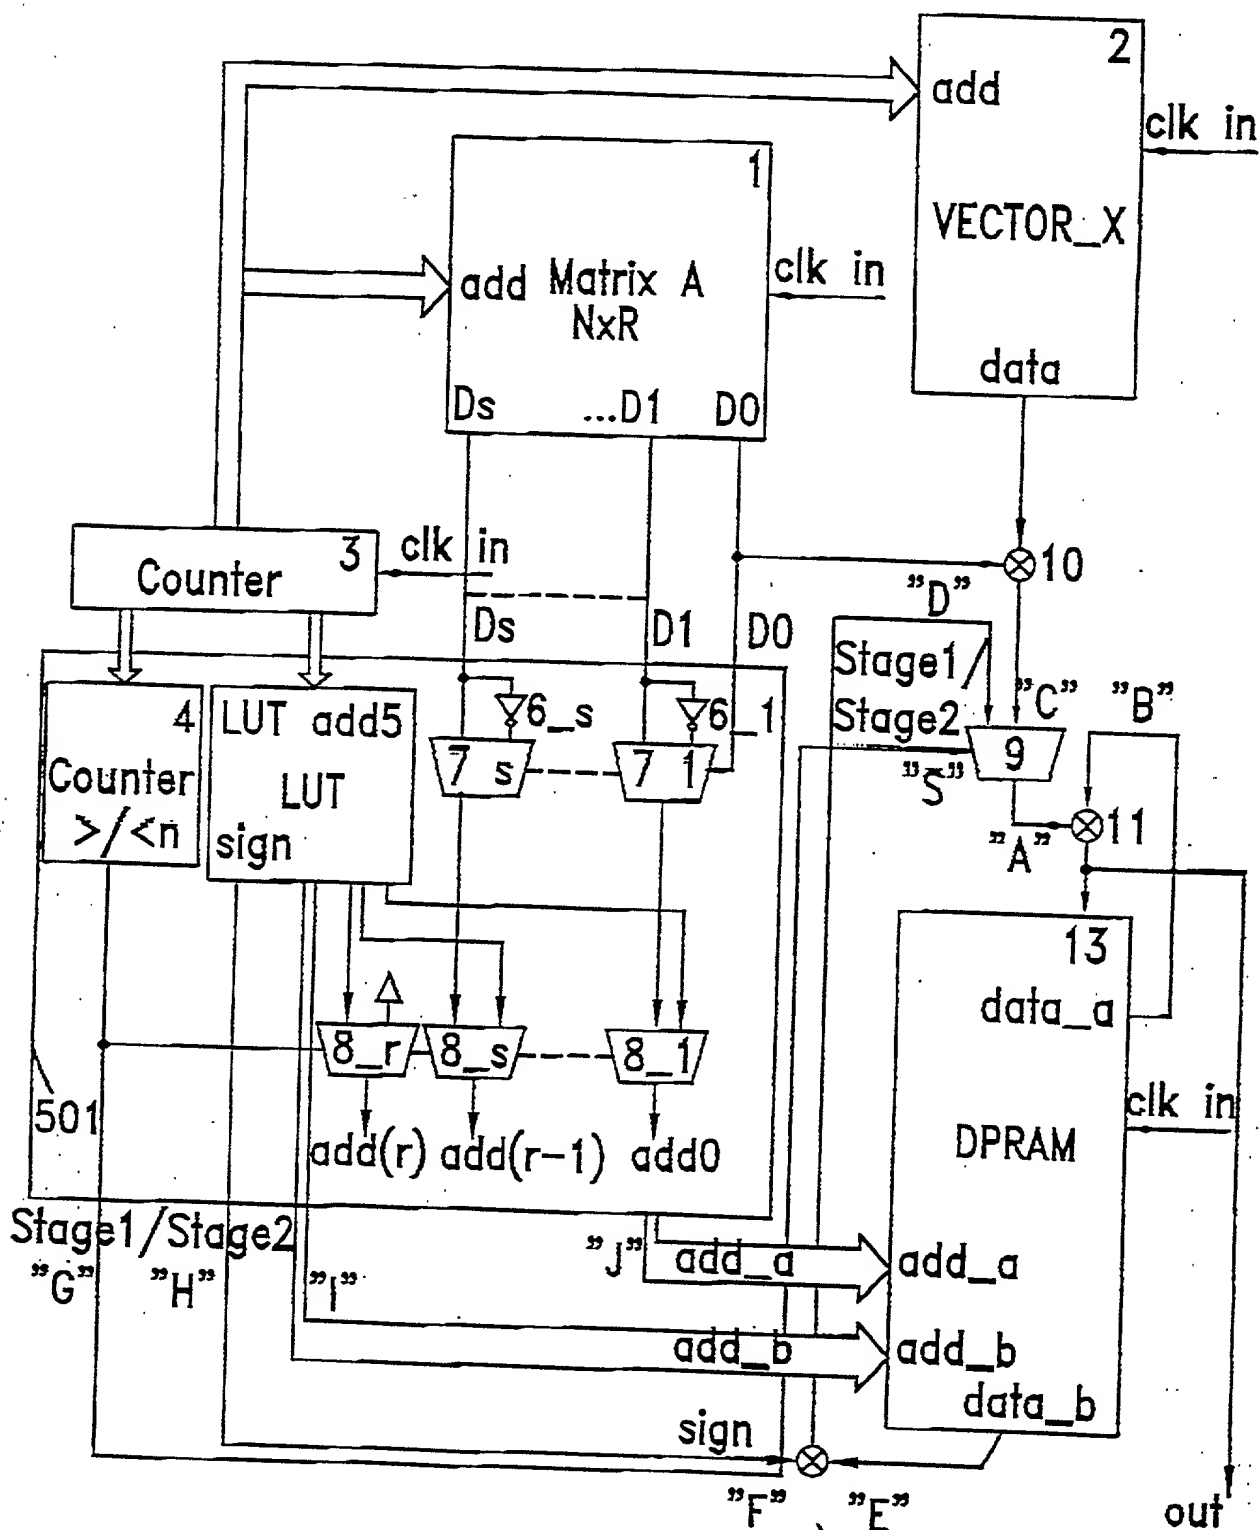 2
add
clk in
VECTOR_X
data
1
add Matrix A
NxR
clk in
Ds ...D1 D0
3
Counter
clk in
10
Ds D1 D0
"D"
Stage1/
Stage2
"C"
"B"
"S"
9
"A"
11
4
Counter
>/<n
LUT add5
LUT
sign
6_s
6_1
7 s
7 1
8_r
8_s
8_1
add(r) add(r-1) add0
501
13
data_a
clk in
DPRAM
add_a
add_b
data_b
Stage1/Stage2
"G" "H" "I"
"J"
add_a
add_b
sign
"F" "E"
out